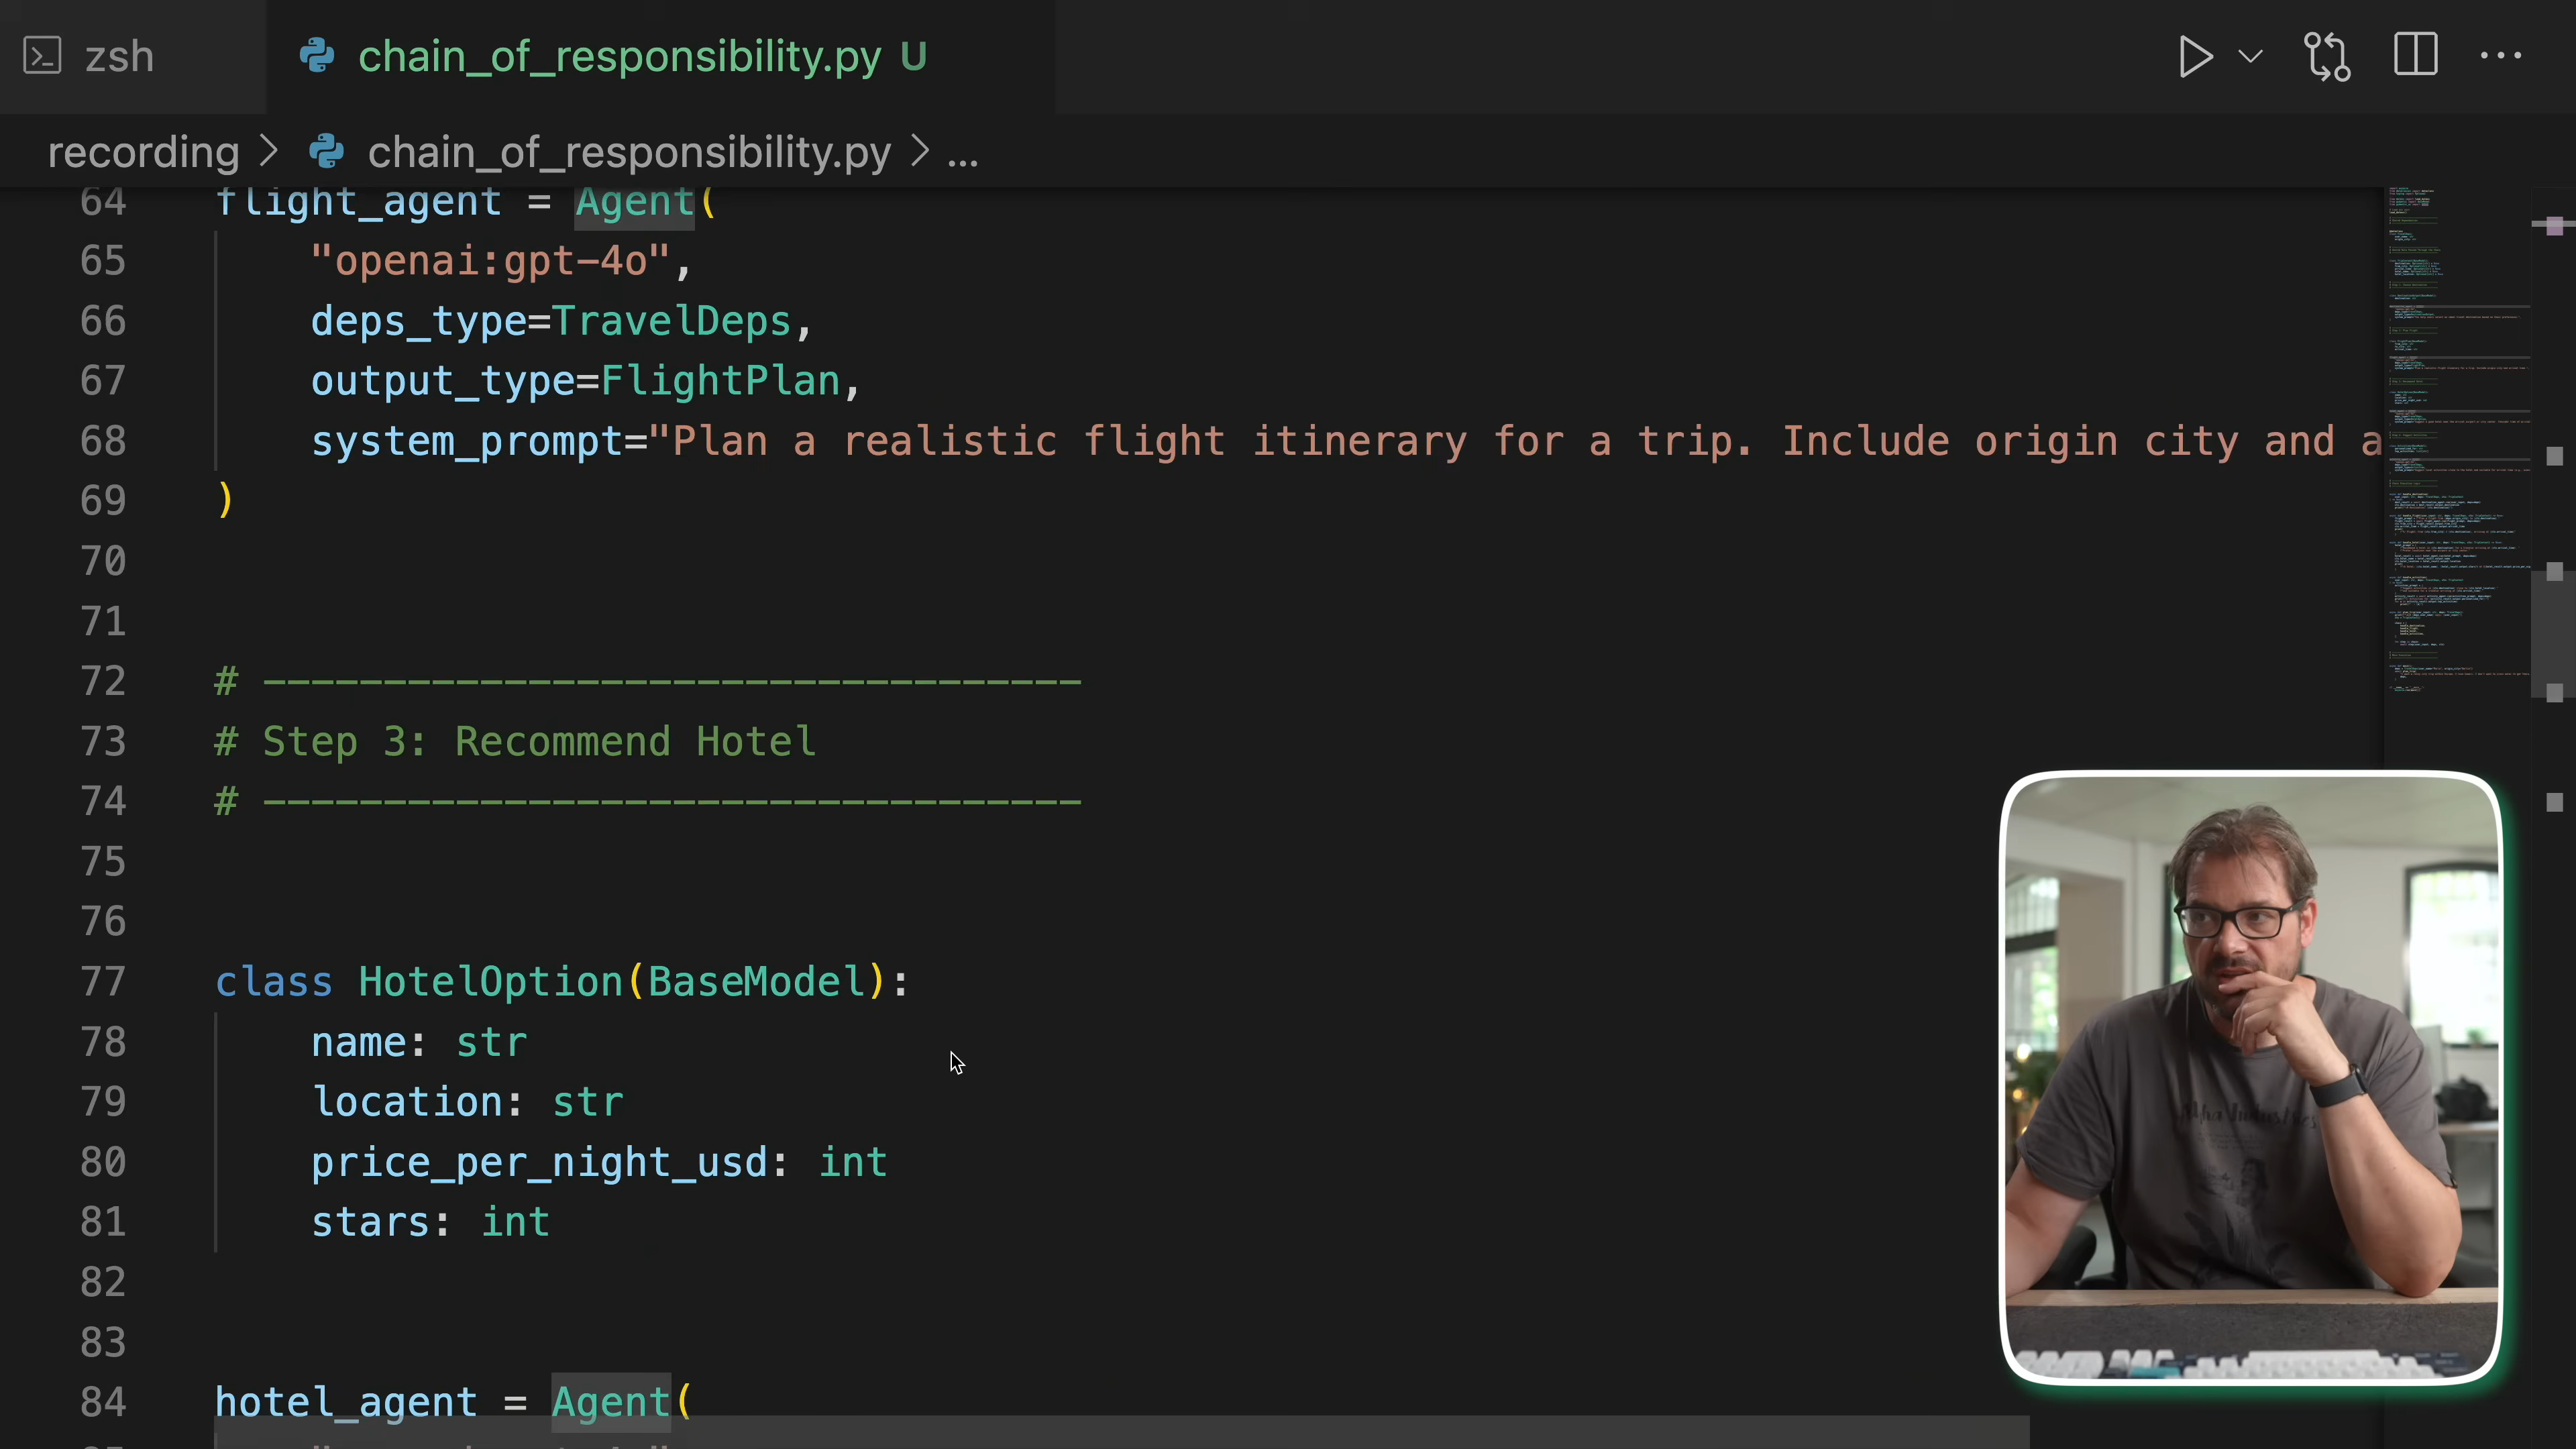 zsh
chain_of_responsibility.py U
recording > chain_of_responsibility.py > ...
64 flight_agent = Agent(
65 "openai:gpt-4o",
66 deps_type=TravelDeps,
67 output_type=FlightPlan,
68 system_prompt="Plan a realistic flight itinerary for a trip. Include origin city and a
69 )
70
71
72 # ----------------------------------
73 # Step 3: Recommend Hotel
74 # ----------------------------------
75
76
77 class HotelOption(BaseModel):
78 name: str
79 location: str
80 price_per_night_usd: int
81 stars: int
82
83
84 hotel_agent = Agent(